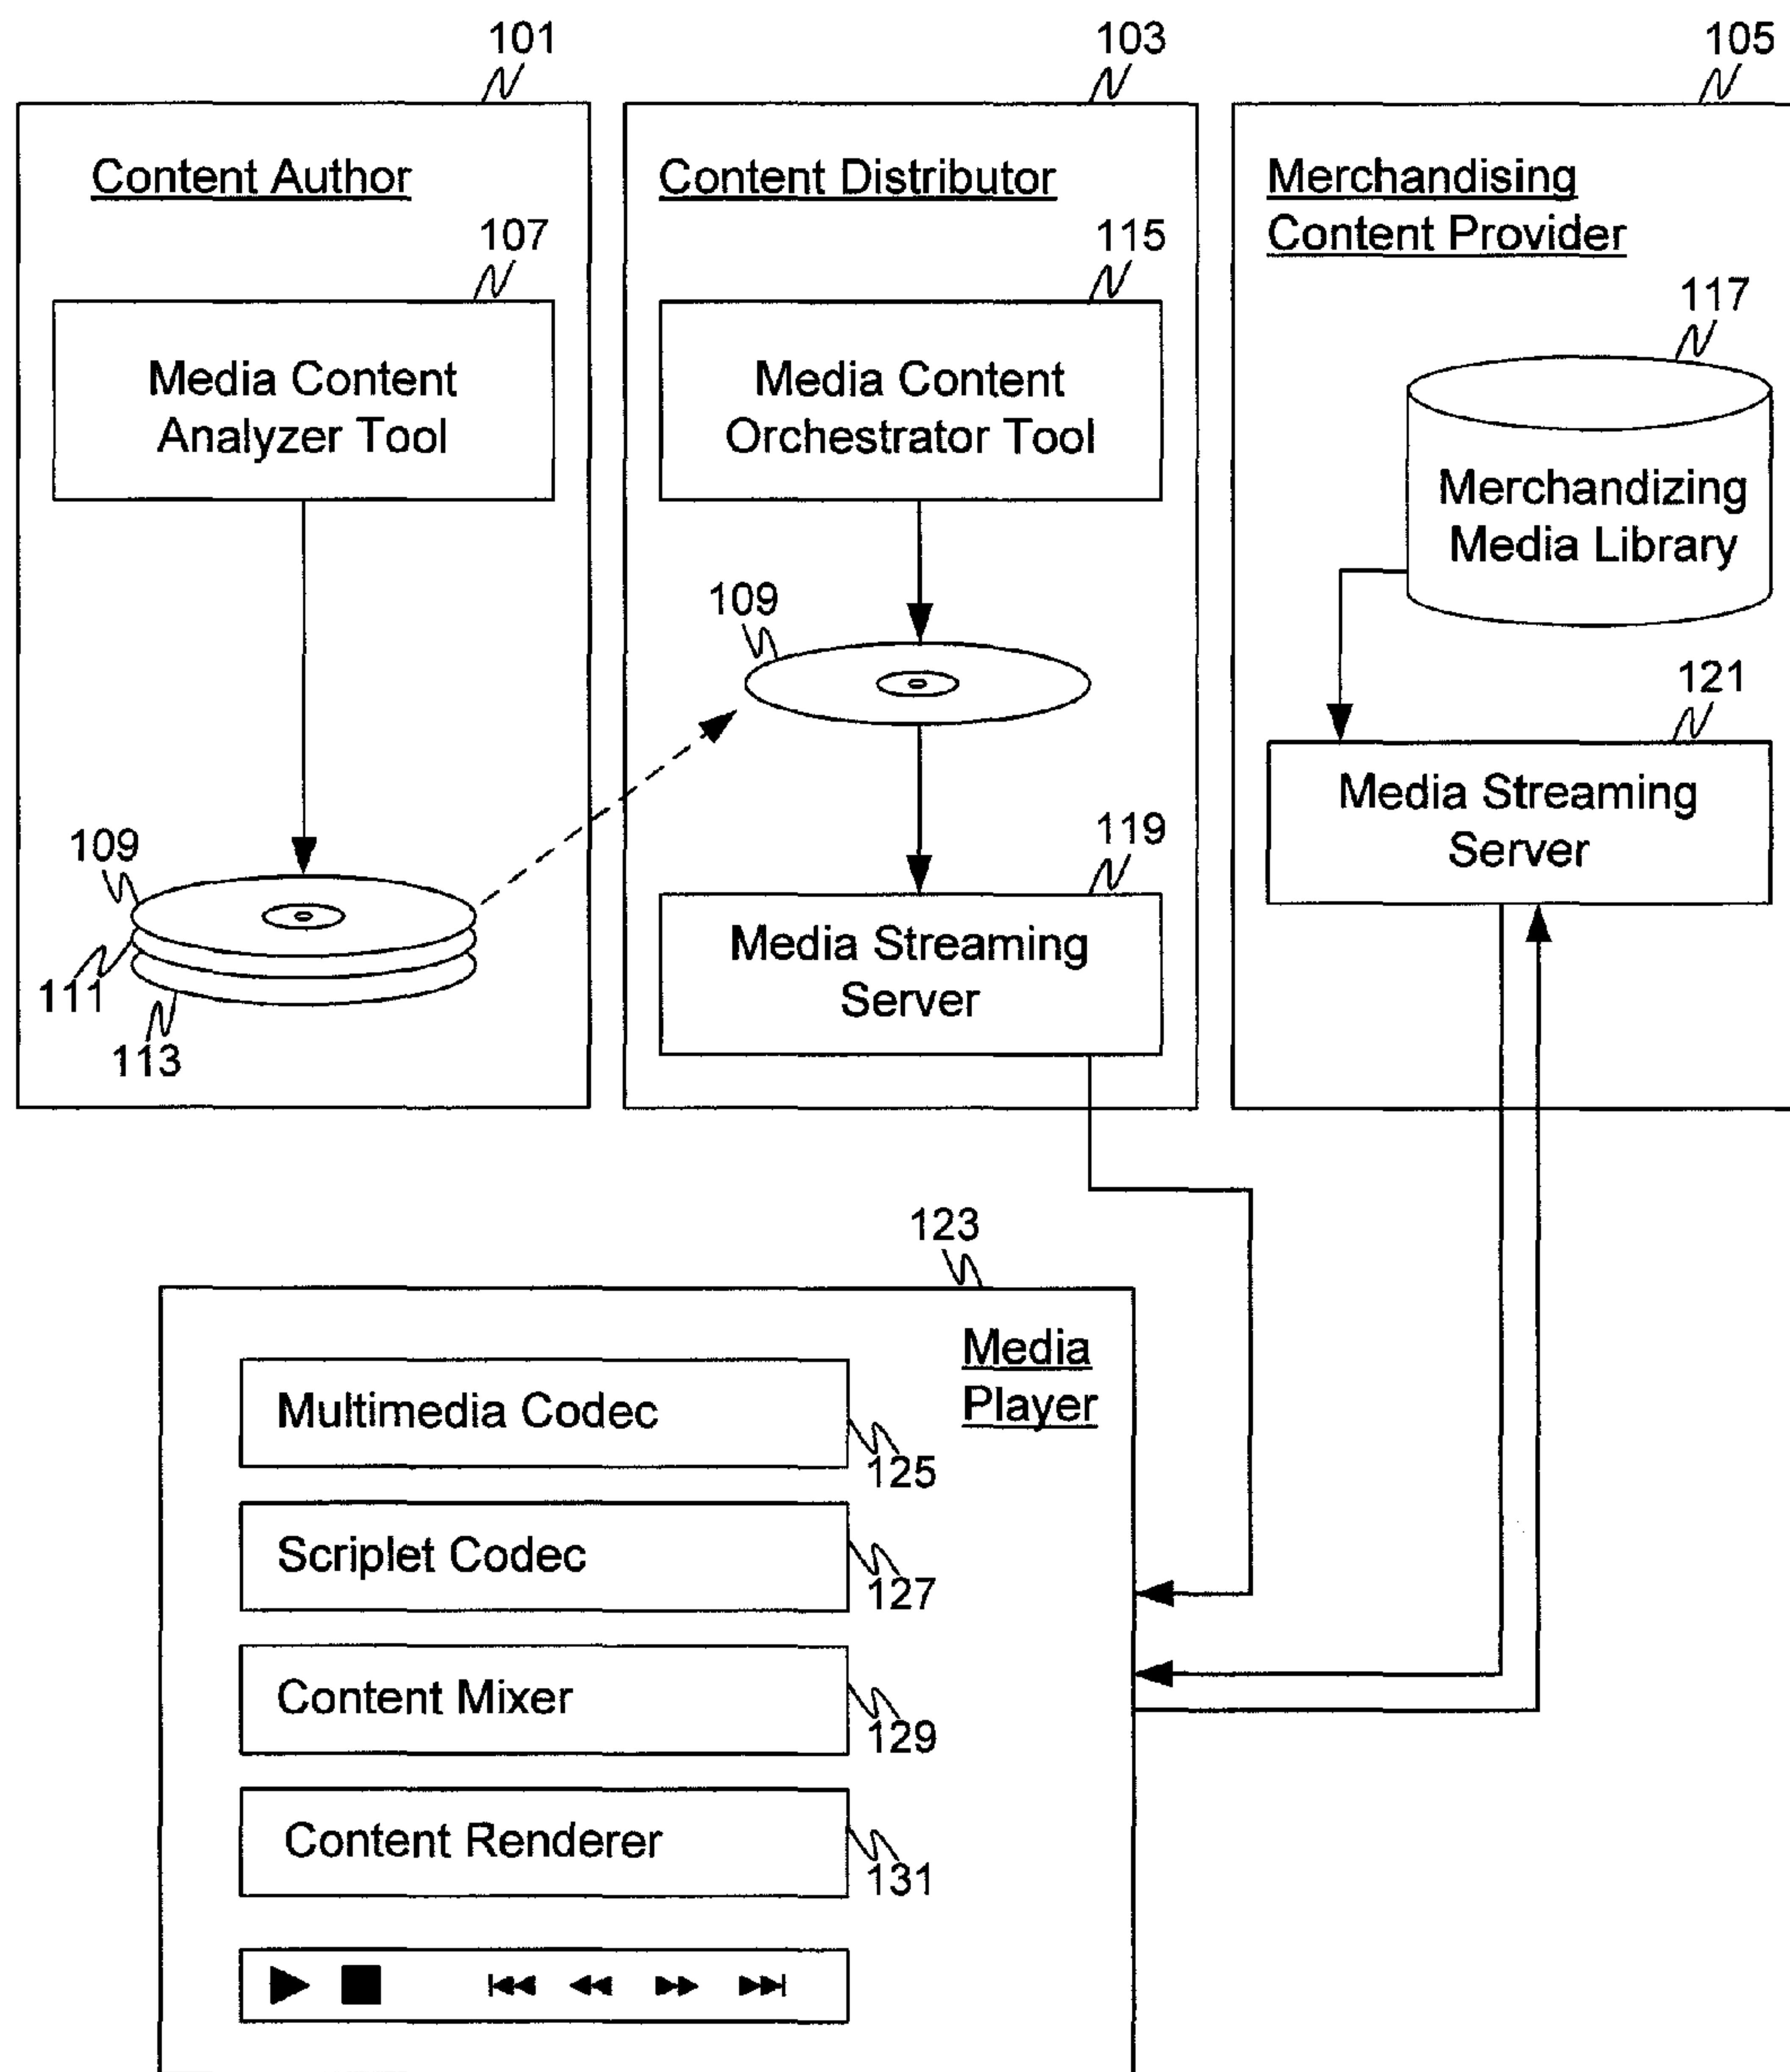 101
103
105
Content Author
Content Distributor
Merchandising
Content Provider
107
115
117
Media Content
Analyzer Tool
Media Content
Orchestrator Tool
Merchandizing
Media Library
109
121
Media Streaming
Server
109
119
Media Streaming
Server
111
113
123
Media
Player
Multimedia Codec
125
Scriplet Codec
127
Content Mixer
129
Content Renderer
131